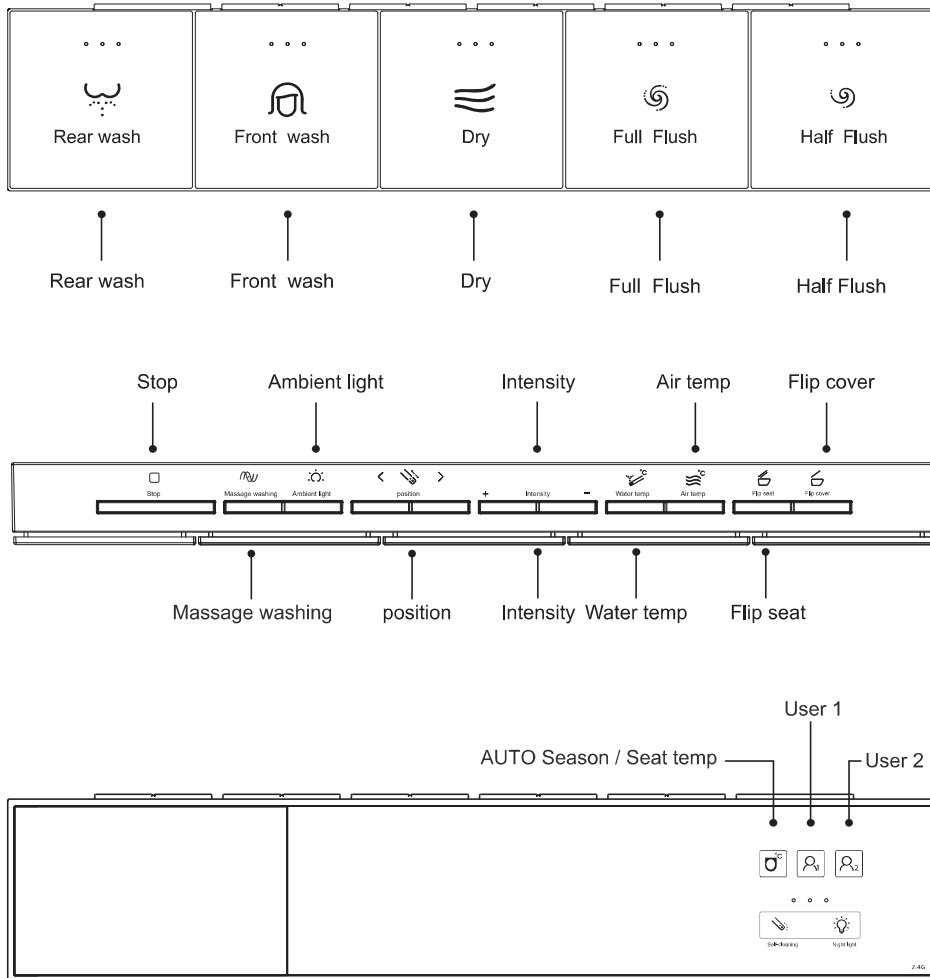 Rear wash Front wash Dry Full Flush Half Flush
Rear wash Front wash Dry Full Flush Half Flush
Stop Ambient light Intensity Air temp Flip cover
°C °C
< >
Stop Massage washing Ambient light position + Intensity - Water temp Air temp Flip seat Flip cover
Massage washing position Intensity Water temp Flip seat
User 1
AUTO Season / Seat temp User 2
°C 1 2
Self-cleaning Night light
2.4G